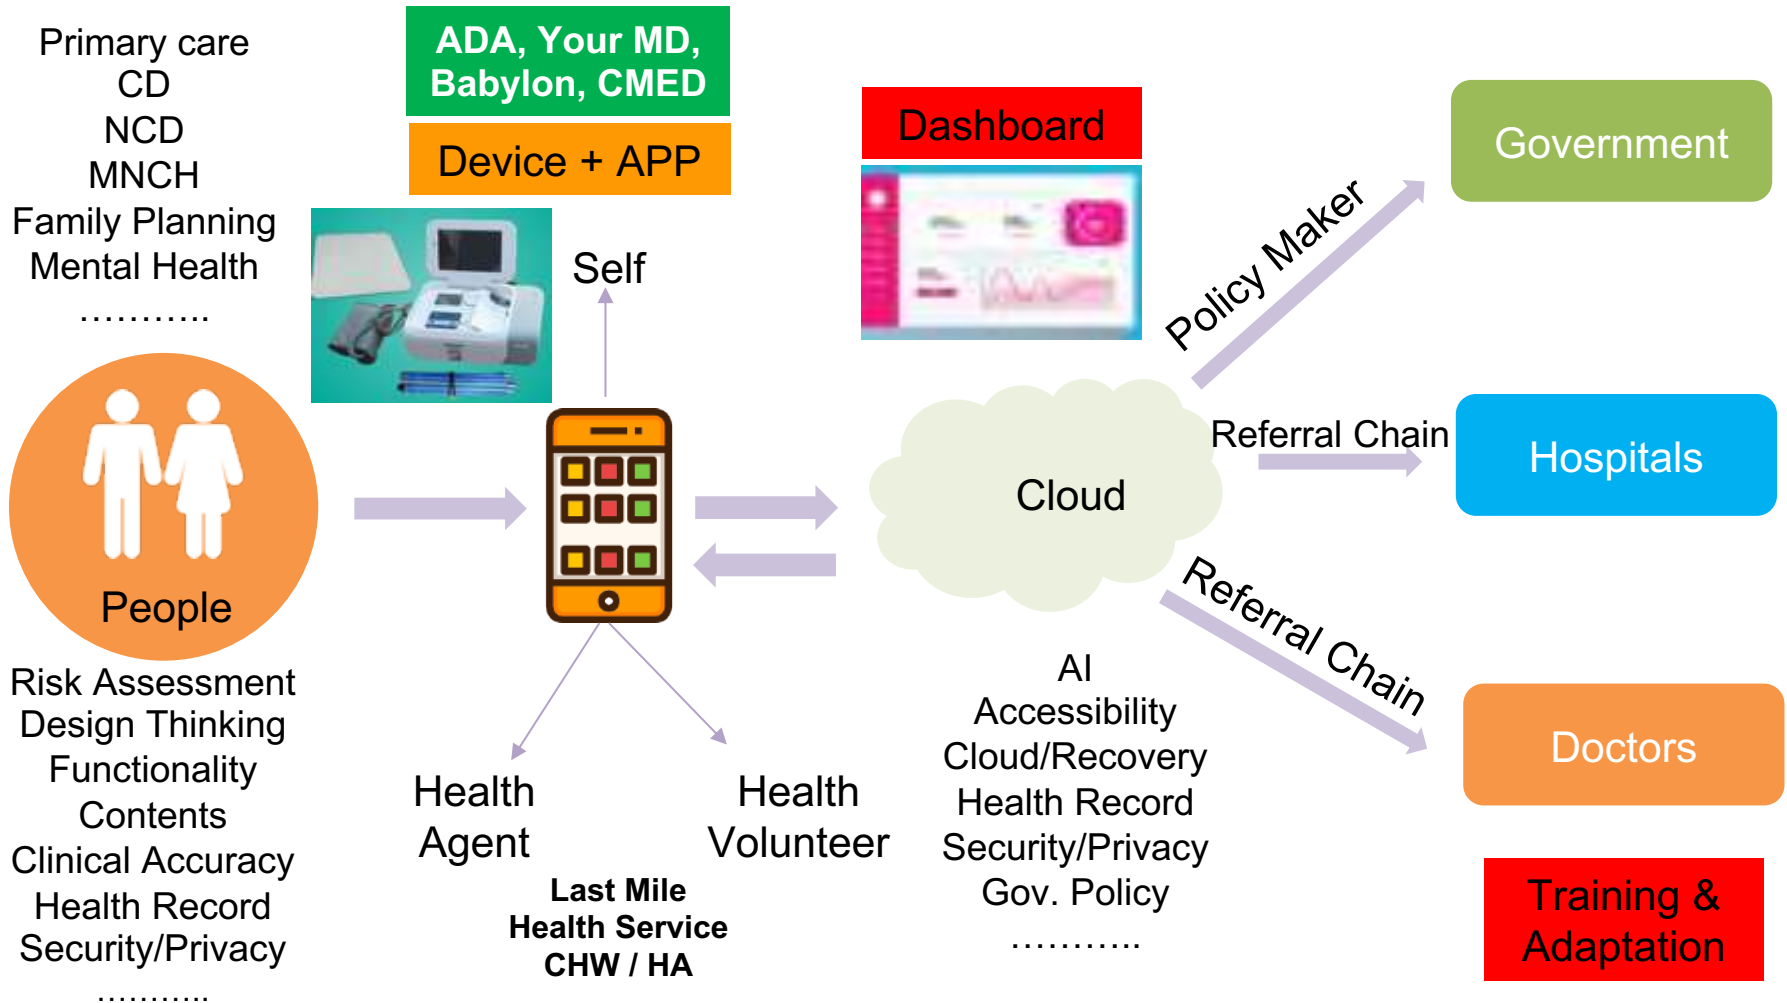 Primary care
CD
NCD
MNCH
Family Planning
Mental Health
………..
ADA, Your MD,
Babylon, CMED
Device + APP
Self
Dashboard
Government
Policy Maker
Referral Chain
Hospitals
Cloud
People
Referral Chain
Doctors
Risk Assessment
Design Thinking
Functionality
Contents
Clinical Accuracy
Health Record
Security/Privacy
………..
Health
Agent
Health
Volunteer
Last Mile
Health Service
CHW / HA
AI
Accessibility
Cloud/Recovery
Health Record
Security/Privacy
Gov. Policy
………..
Training &
Adaptation